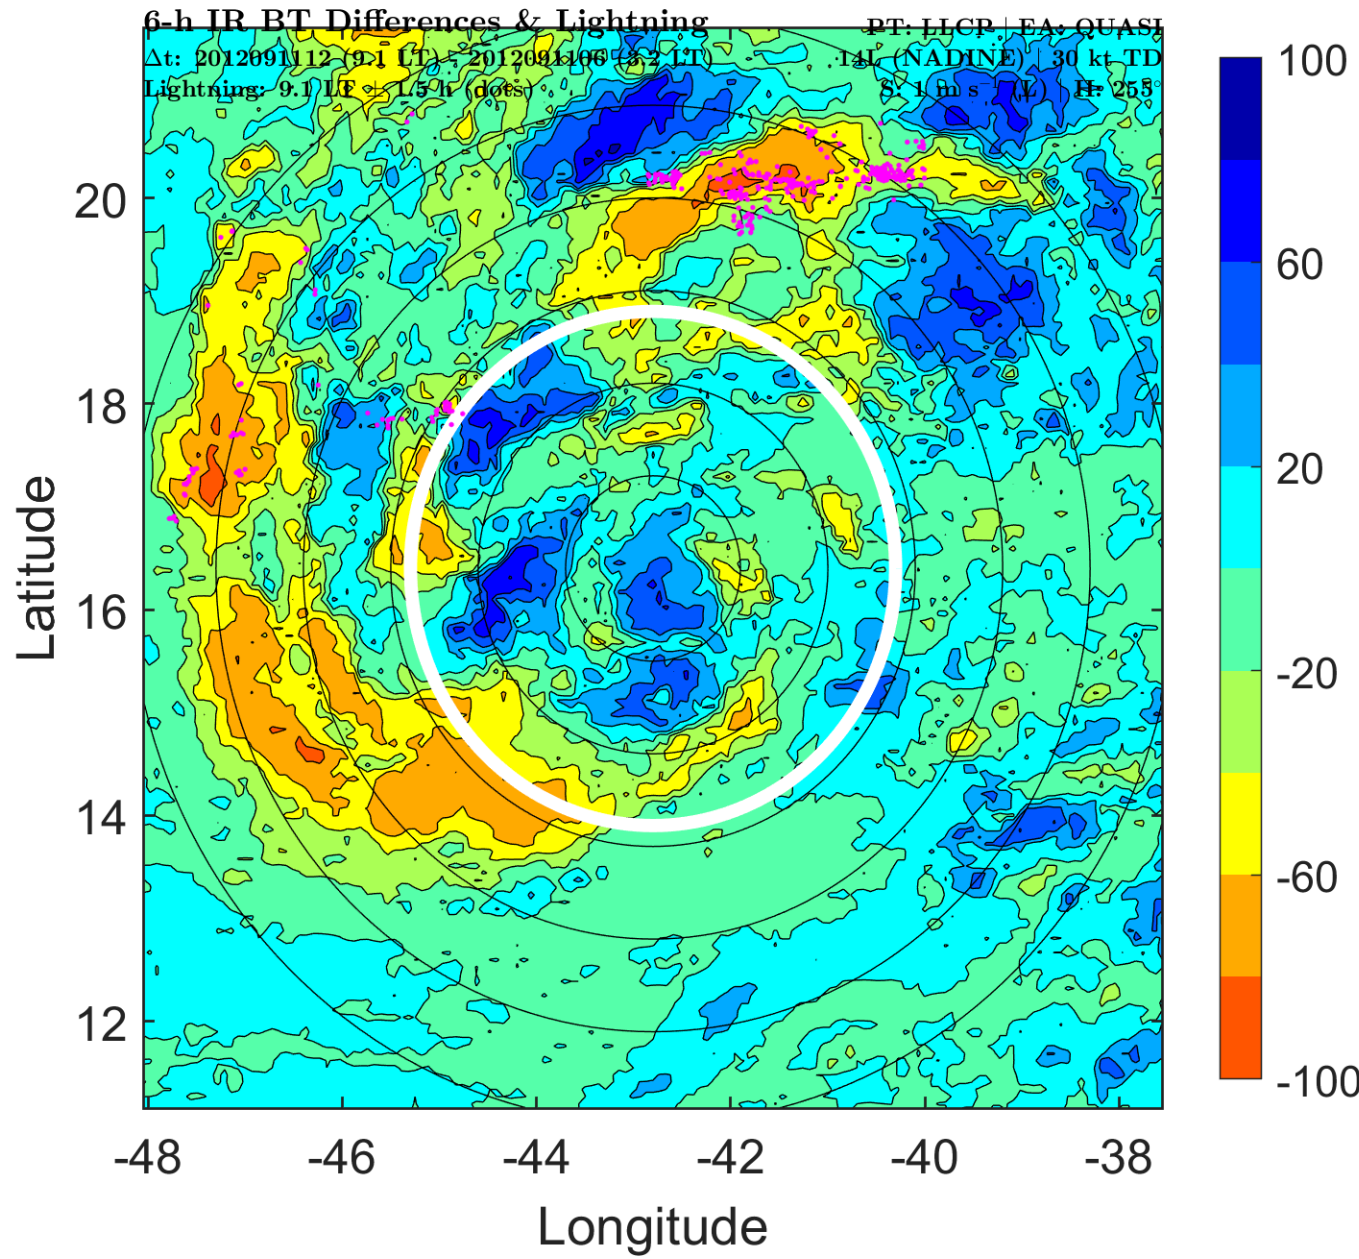 6-h IR BT Differences & Lightning
PT: LLCP | EA: QUASI
Δt: 2012091112 (9.1 LT) - 2012091106 (3.2 LT)
14L (NADINE) | 30 kt TD
Lightning: 9.1 LT ± 1.5 h (dots)
S: 1 m s (L) | H: 255°
100
60
20
-20
-60
-100
20
18
16
14
12
Latitude
-48 -46 -44 -42 -40 -38
Longitude